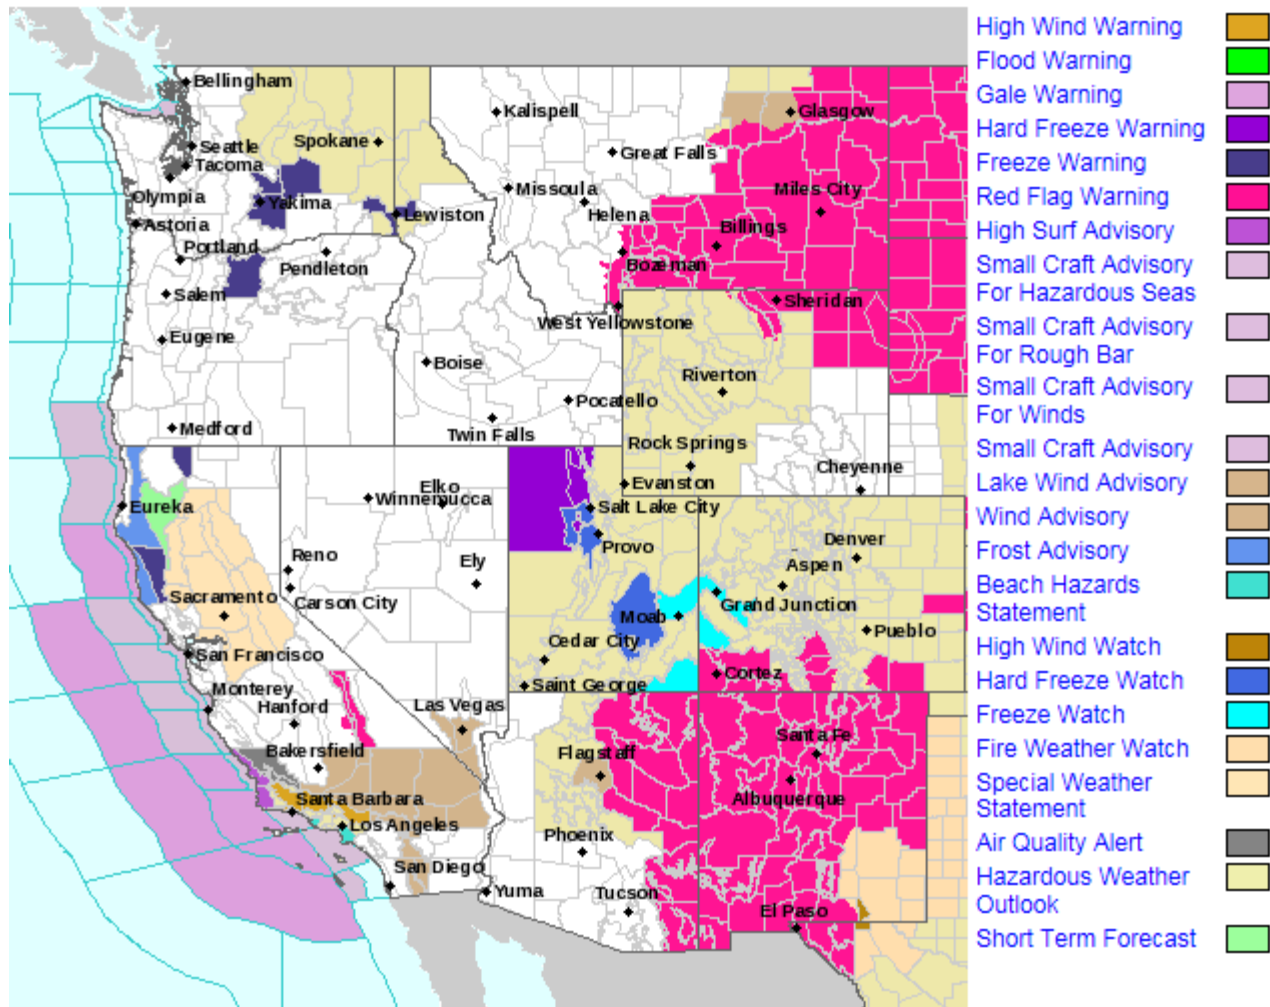 Bellingham
Kalispell
Glasgow
Spokane
Seattle
Great Falls
Tacoma
Missoula
Miles City
Olympia
Yakima
Lewiston
Helena
Astoria
Billings
Portland
Pendleton
Bozeman
Salem
Sheridan
West Yellowstone
Eugene
Boise
Riverton
Pocatello
Medford
Twin Falls
Rock Springs
Cheyenne
Elko
Evanston
Winnemucca
Eureka
Salt Lake City
Reno
Provo
Denver
Ely
Aspen
Sacramento
Carson City
Grand Junction
Moab
Pueblo
San Francisco
Cedar City
Cortez
Saint George
Monterey
Hanford
Las Vegas
Bakersfield
Flagstaff
Santa Fe
Santa Barbara
Albuquerque
Los Angeles
Phoenix
San Diego
Yuma
Tucson
El Paso
High Wind Warning
Flood Warning
Gale Warning
Hard Freeze Warning
Freeze Warning
Red Flag Warning
High Surf Advisory
Small Craft Advisory
For Hazardous Seas
Small Craft Advisory
For Rough Bar
Small Craft Advisory
For Winds
Small Craft Advisory
Lake Wind Advisory
Wind Advisory
Frost Advisory
Beach Hazards
Statement
High Wind Watch
Hard Freeze Watch
Freeze Watch
Fire Weather Watch
Special Weather
Statement
Air Quality Alert
Hazardous Weather
Outlook
Short Term Forecast